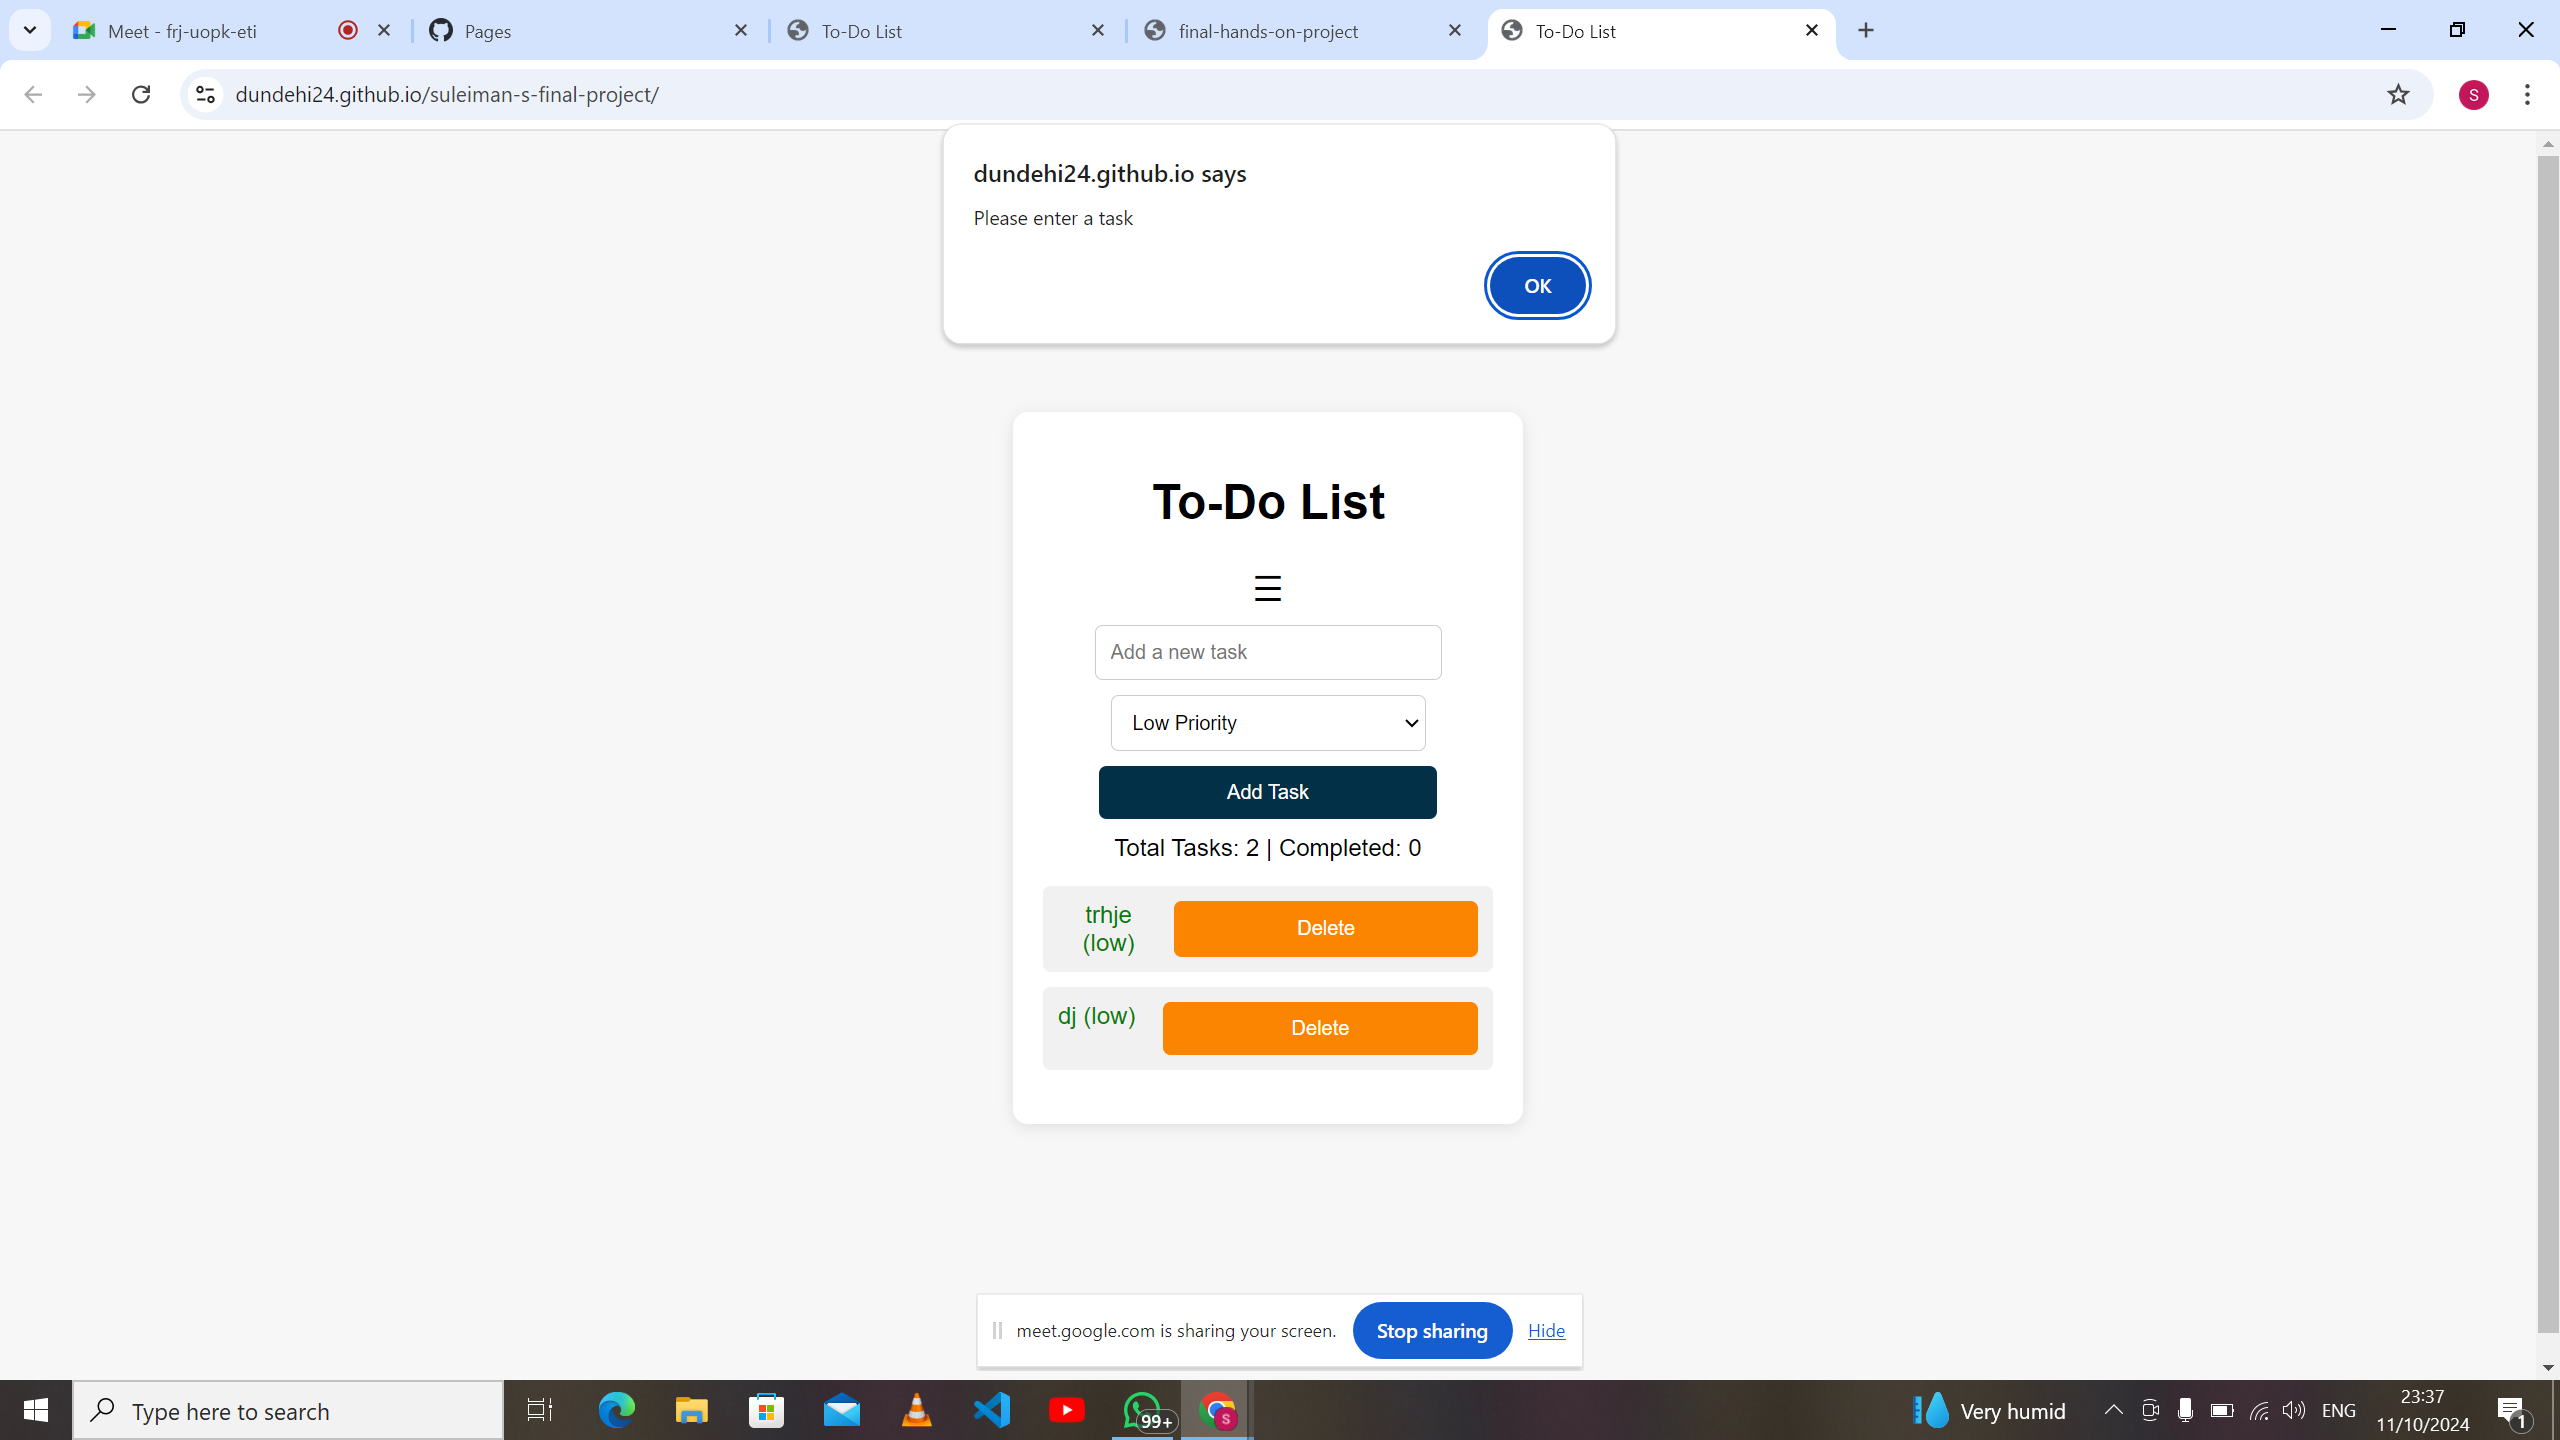 Meet - frj-uopk-eti
Pages
To-Do List
final-hands-on-project
To-Do List
dundehi24.github.io/suleiman-s-final-project/
S
dundehi24.github.io says
Please enter a task
OK
To-Do List
Add a new task
Low Priority
Add Task
Total Tasks: 2 | Completed: 0
trhje
(low)
Delete
dj (low)
Delete
meet.google.com is sharing your screen.
Stop sharing
Hide
Type here to search
99+
S
Very humid
ENG
23:37
11/10/2024
1